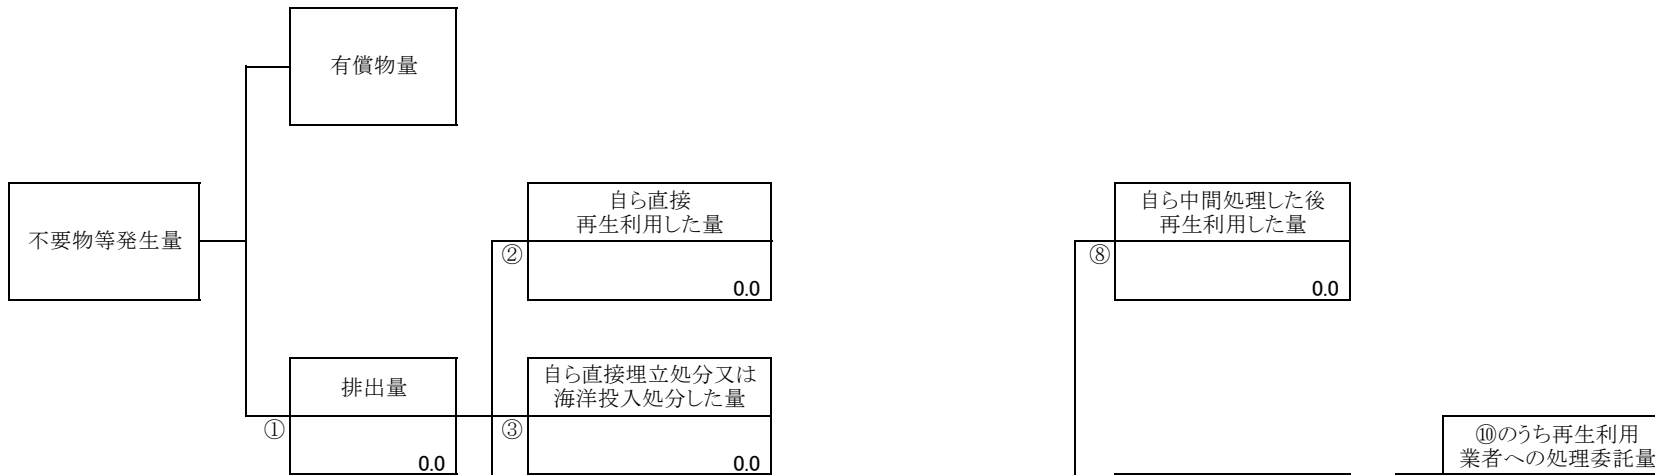 有償物量
不要物等発生量
自ら直接
再生利用した量
②
0.0
自ら中間処理した後
再生利用した量
⑧
0.0
排出量
①
0.0
自ら直接埋立処分又は
海洋投入処分した量
③
0.0
⑩のうち再生利用
業者への処理委託量